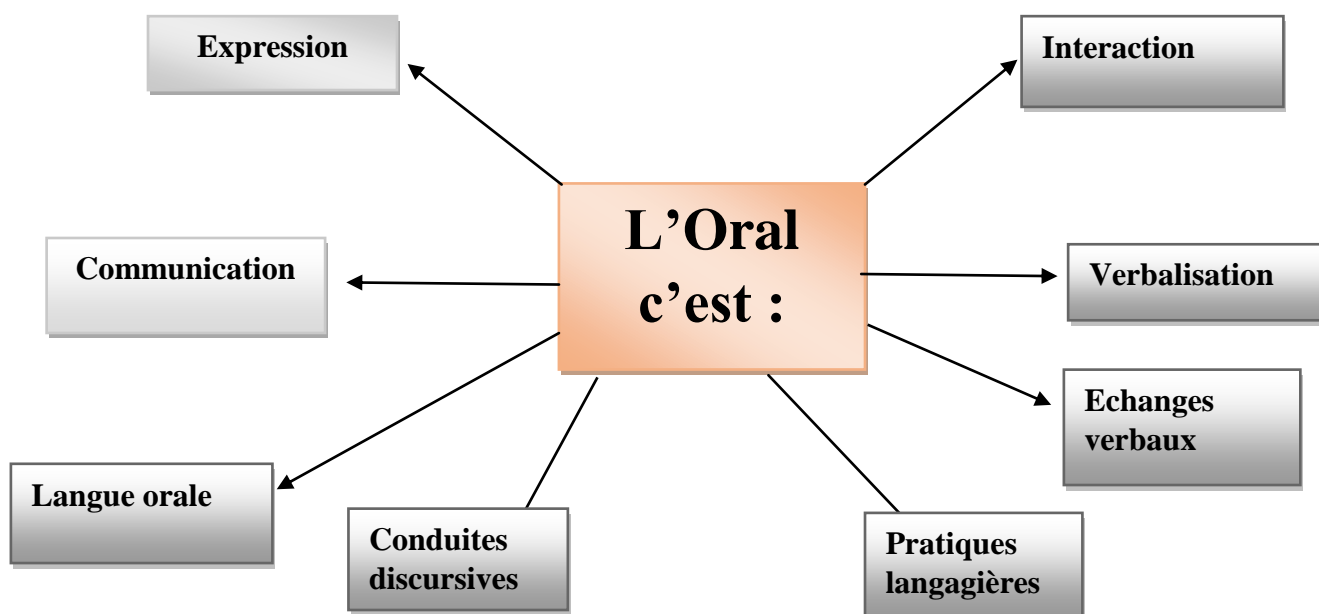 Expression
Interaction
L’Oral
c’est :
Communication
Verbalisation
Echanges
verbaux
Langue orale
Conduites
discursives
Pratiques
langagières